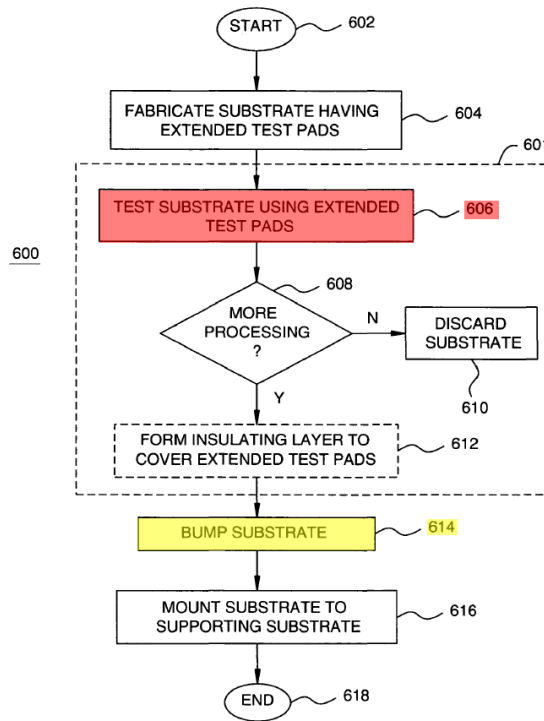 START
602
FABRICATE SUBSTRATE HAVING
EXTENDED TEST PADS
604
601
TEST SUBSTRATE USING EXTENDED
TEST PADS
606
600
608
MORE
PROCESSING
?
N
DISCARD
SUBSTRATE
610
Y
FORM INSULATING LAYER TO
COVER EXTENDED TEST PADS
612
BUMP SUBSTRATE
614
MOUNT SUBSTRATE TO
SUPPORTING SUBSTRATE
616
END
618